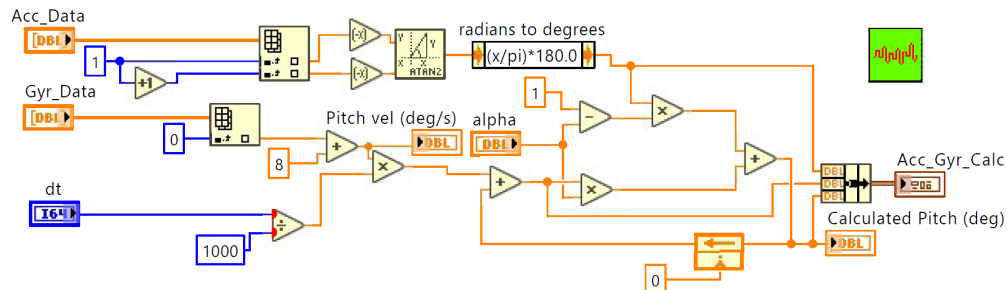 Acc_Data
radians to degrees
[DBL]
(-x)
Y
Y
(x/pi)*180.0
1
X
X
ATAN2
+1
(-x)
Gyr_Data
1
[DBL]
Pitch vel (deg/s)
alpha
−
×
0
DBL
DBL
8
+
×
+
Acc_Gyr_Calc
dt
+
×
DBL
DBL
DBL
I64
÷
Calculated Pitch (deg)
1000
DBL
0